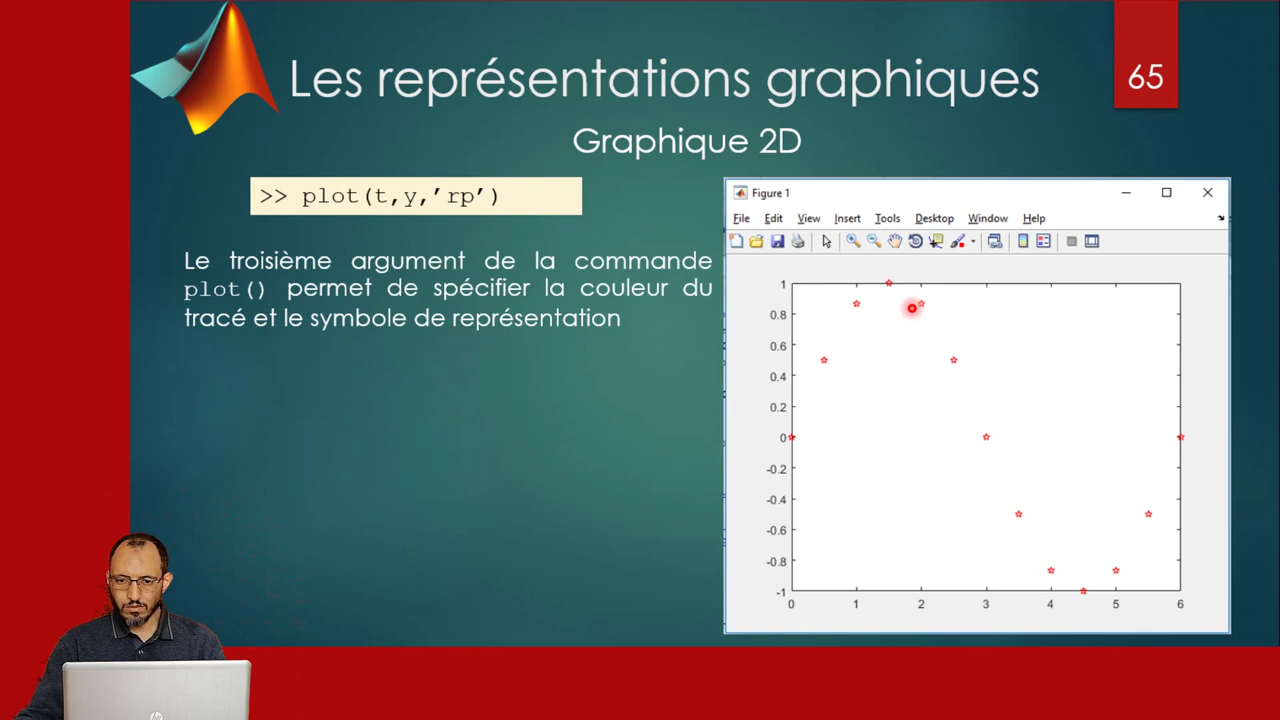 Les représentations graphiques
65
Graphique 2D
>> plot(t,y,’rp’)
Le troisième argument de la commande
plot() permet de spécifier la couleur du
tracé et le symbole de représentation
Figure 1
File Edit View Insert Tools Desktop Window Help
1
0.8
0.6
0.4
0.2
0
-0.2
-0.4
-0.6
-0.8
-1
0 1 2 3 4 5 6
hp